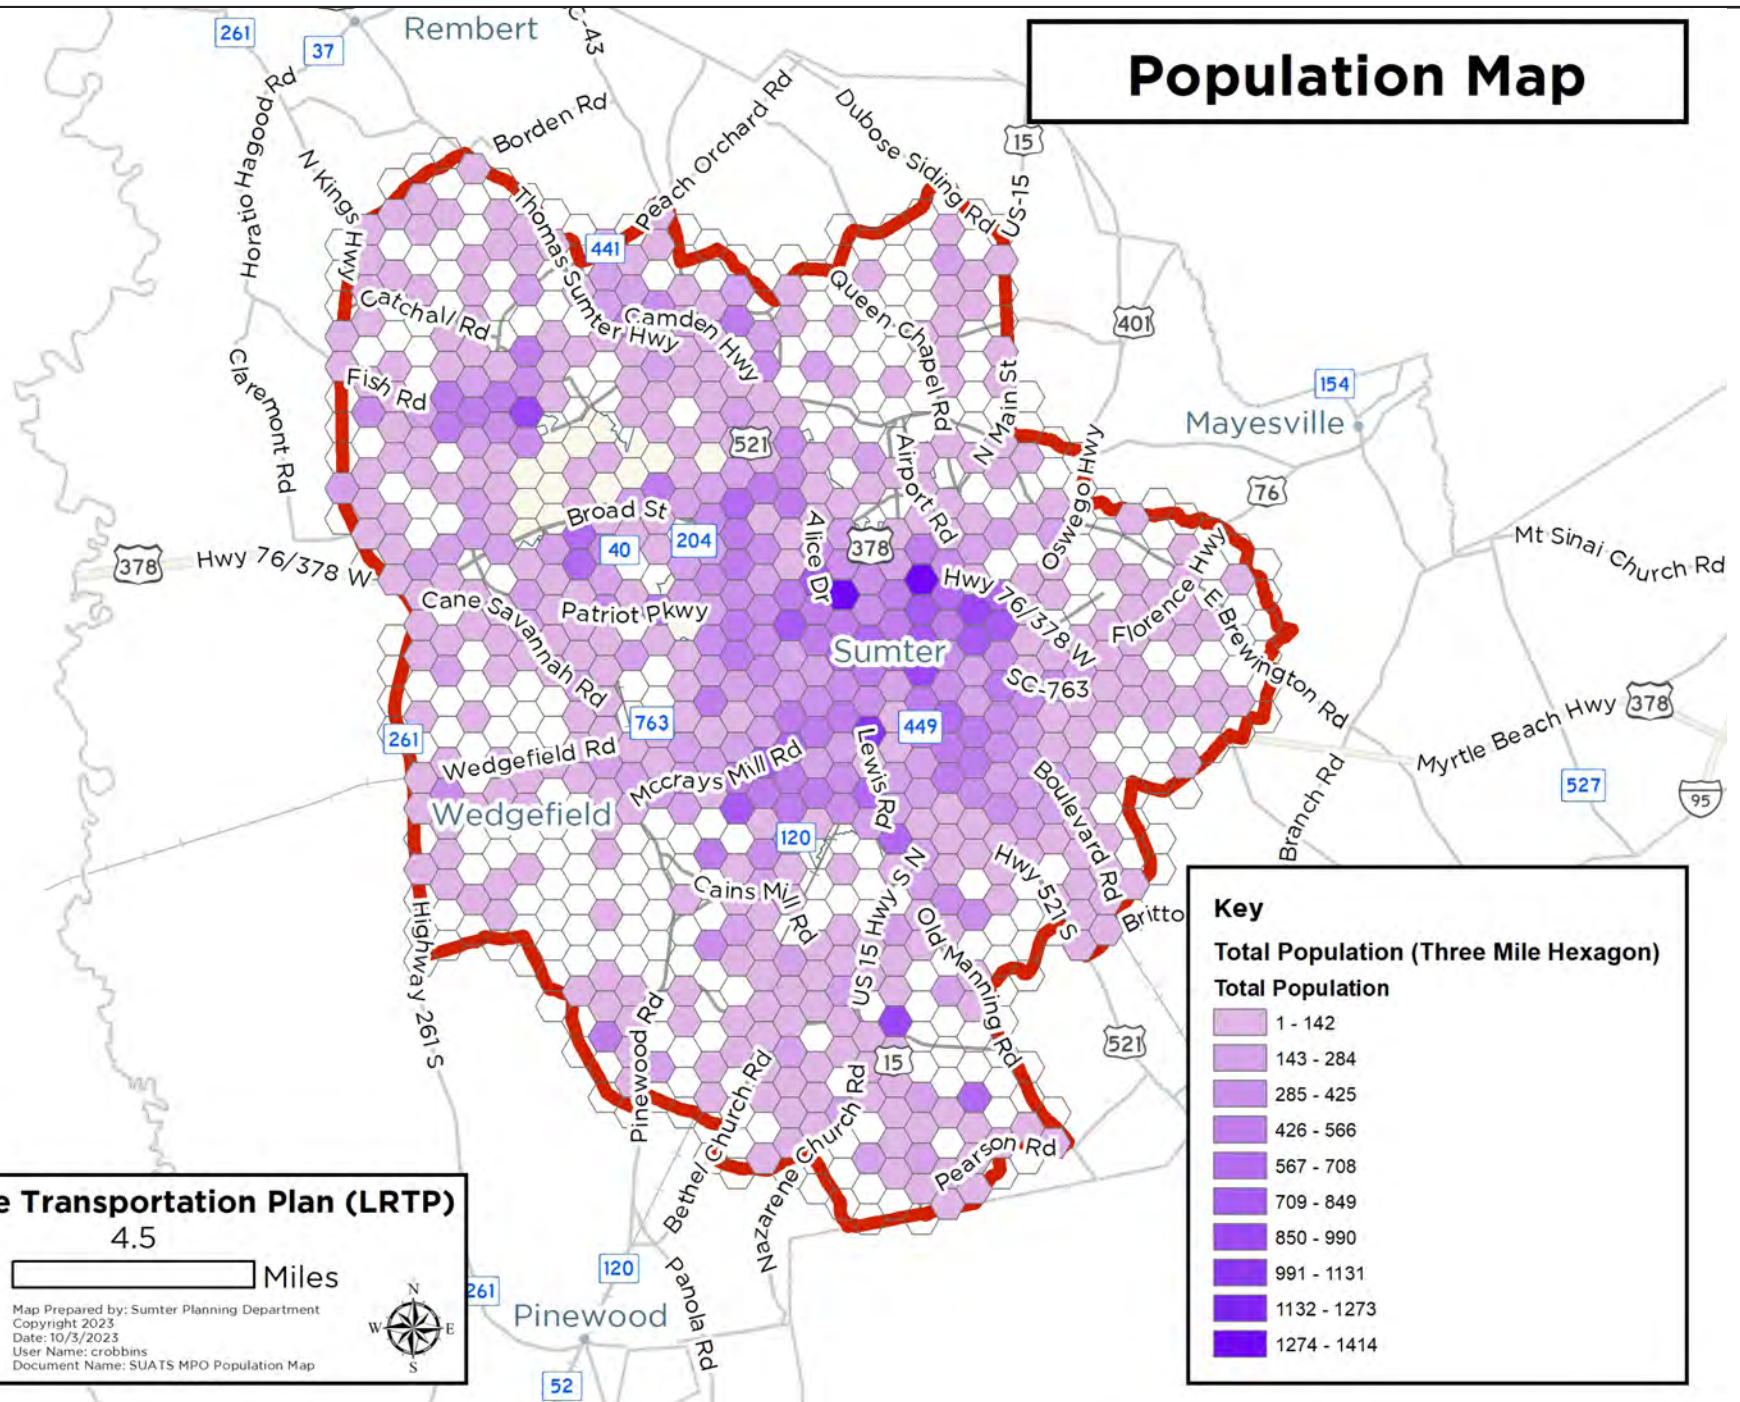 Population Map
Rembert
261
37
C-43
Borden Rd
Horatio Hagood Rd
N Kings Hwy
Peach Orchard Rd
Dubose Siding Rd
15
US-15
Thomas Sumter Hwy
441
Catchall Rd
Camden Hwy
Queen Chapel Rd
401
Claremont Rd
Fish Rd
N Main St
154
Mayesville
521
Airport Rd
Oswego Hwy
76
Broad St
40
204
Alice Dr
378
378
Hwy 76/378 W
Mt Sinai Church Rd
Hwy 76/378 W
Cane Savannah Rd
Patriot Pkwy
Florence Hwy
E Brewington Rd
Sumter
SC-763
261
763
449
378
Myrtle Beach Hwy
Wedgefield Rd
Mccrays Mill Rd
Lewis Rd
Boulevard Rd
Branch Rd
527
95
Wedgefield
120
Cains Mill Rd
Hwy 521 S
US 15 Hwy S N
Old Manning Rd
Britto
Highway 261 S
Pinewood Rd
15
521
Bethel Church Rd
Nazarene Church Rd
Pearson Rd
120
261
Pinewood
Panola Rd
52
Key
Total Population (Three Mile Hexagon)
Total Population
1 - 142
143 - 284
285 - 425
426 - 566
567 - 708
709 - 849
850 - 990
991 - 1131
1132 - 1273
1274 - 1414
e Transportation Plan (LRTP)
4.5
Miles
Map Prepared by: Sumter Planning Department
Copyright 2023
Date: 10/3/2023
User Name: crobbins
Document Name: SUATS MPO Population Map
N
W
E
S